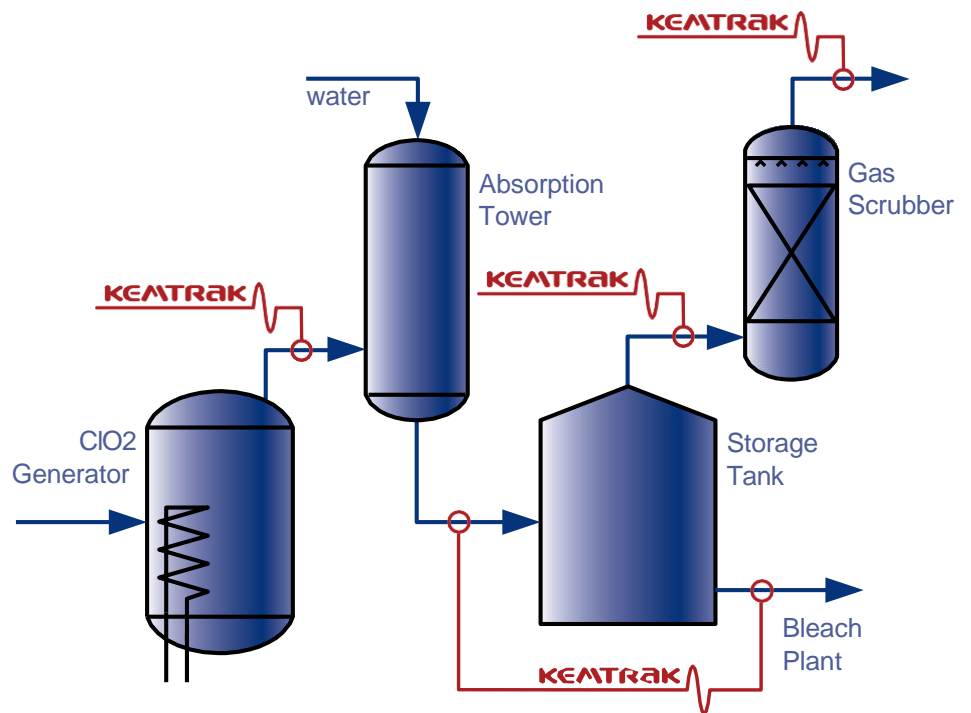 KEMTRAK
water
Absorption
Tower
Gas
Scrubber
KEMTRAK
KEMTRAK
ClO2
Generator
Storage
Tank
Bleach
Plant
KEMTRAK